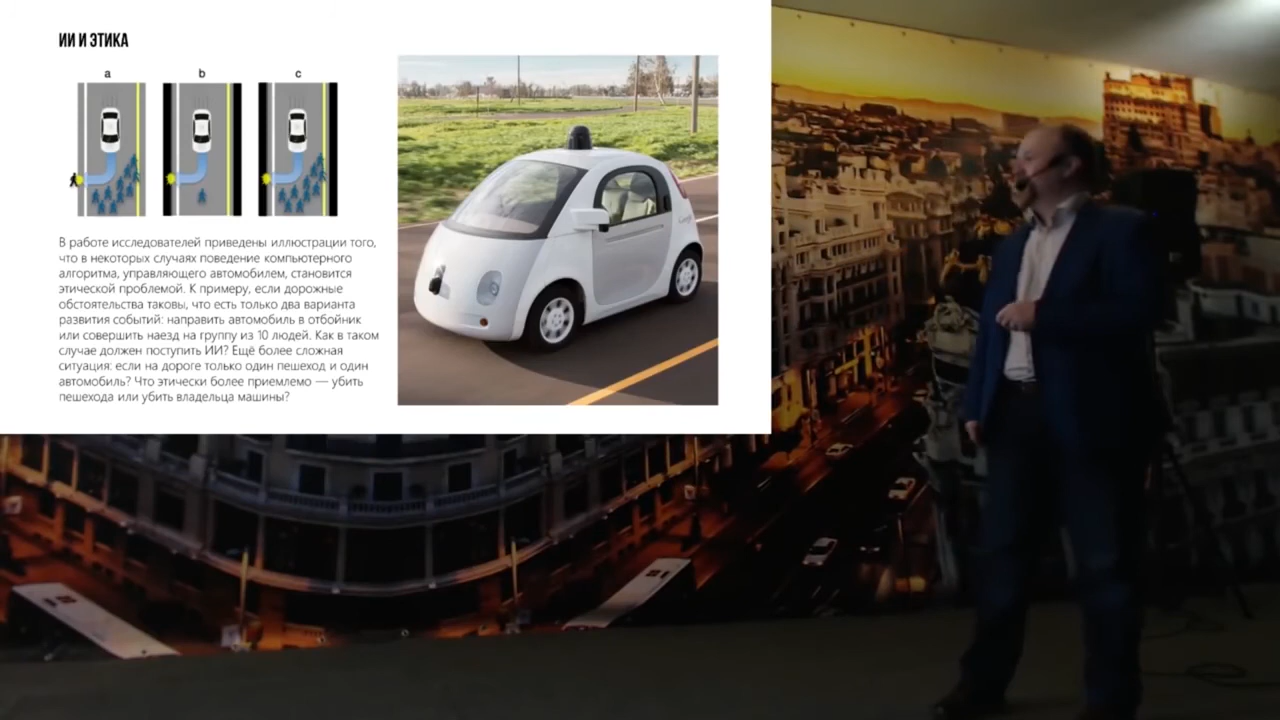 ИИ И ЭТИКА
a b c
В работе исследователей приведены иллюстрации того,
что в некоторых случаях поведение компьютерного
алгоритма, управляющего автомобилем, становится
этической проблемой. К примеру, если дорожные
обстоятельства таковы, что есть только два варианта
развития событий: направить автомобиль в отбойник
или совершить наезд на группу из 10 людей. Как в таком
случае должен поступить ИИ? Ещё более сложная
ситуация: если на дороге только один пешеход и один
автомобиль? Что этически более приемлемо — убить
пешехода или убить владельца машины?